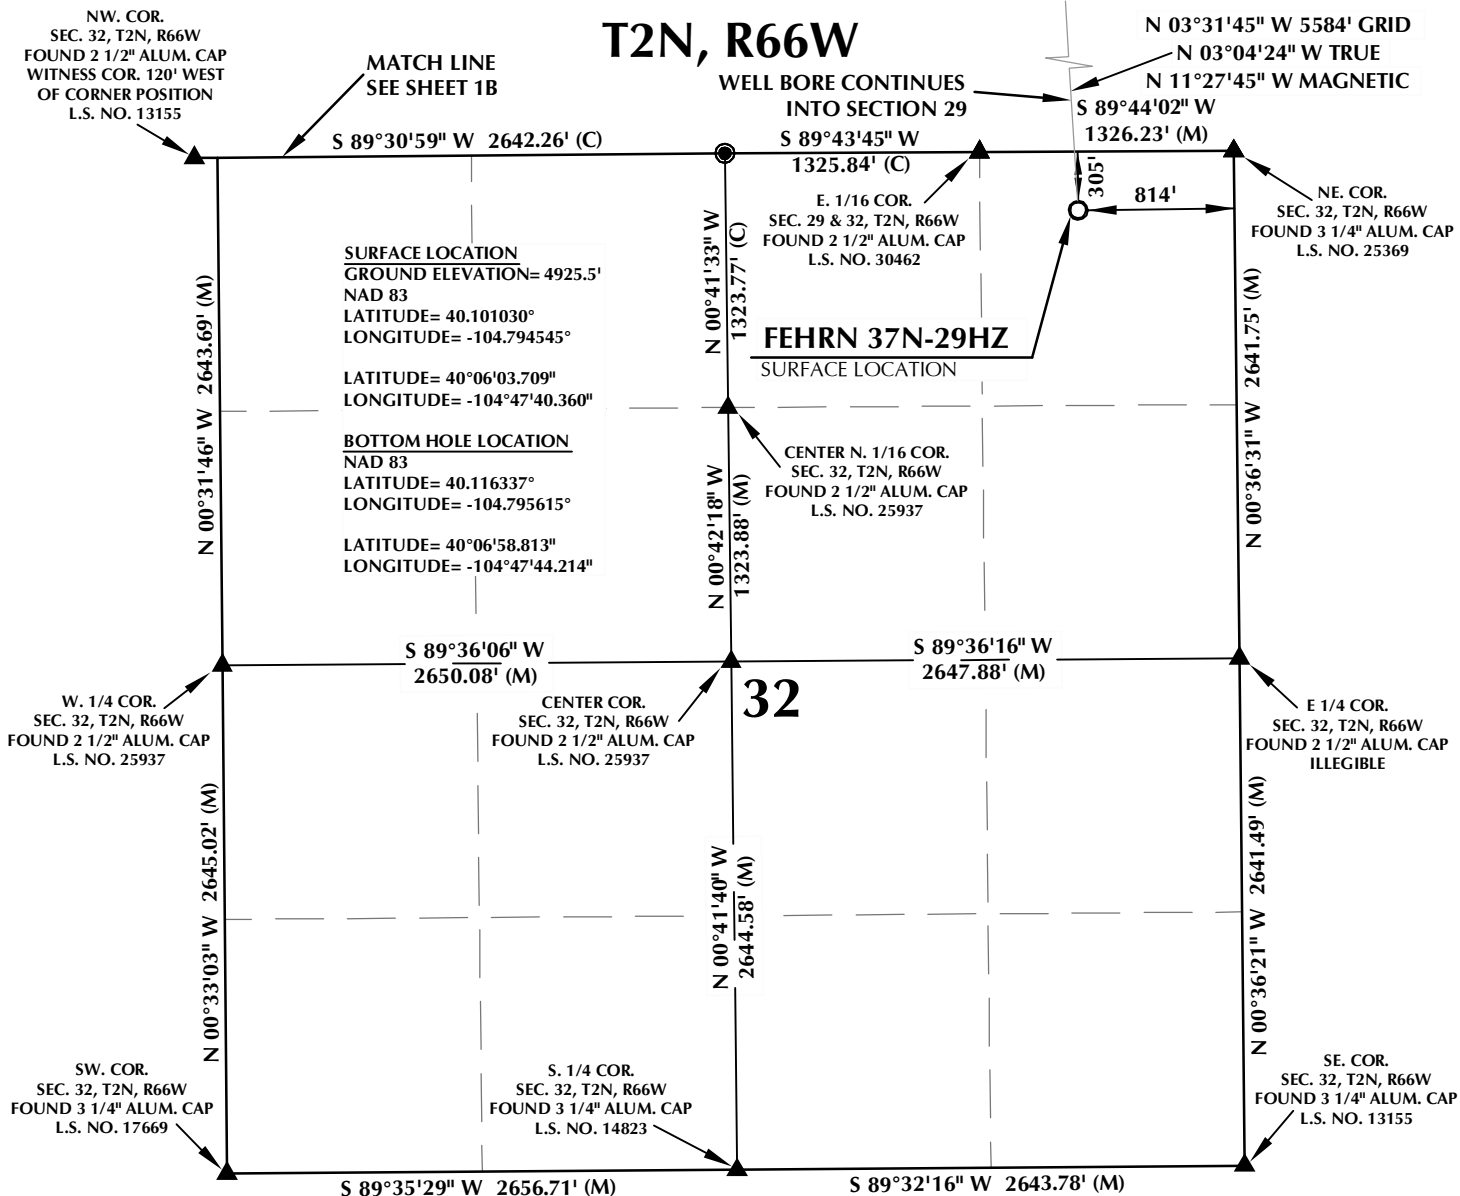 T2N, R66W
NW. COR.
SEC. 32, T2N, R66W
FOUND 2 1/2" ALUM. CAP
WITNESS COR. 120' WEST
OF CORNER POSITION
L.S. NO. 13155
MATCH LINE
SEE SHEET 1B
WELL BORE CONTINUES
INTO SECTION 29
N 03°31'45" W 5584' GRID
N 03°04'24" W TRUE
N 11°27'45" W MAGNETIC
S 89°30'59" W 2642.26' (C)
S 89°43'45" W
1325.84' (C)
S 89°44'02" W
1326.23' (M)
305'
814'
E. 1/16 COR.
SEC. 29 & 32, T2N, R66W
FOUND 2 1/2" ALUM. CAP
L.S. NO. 30462
NE. COR.
SEC. 32, T2N, R66W
FOUND 3 1/4" ALUM. CAP
L.S. NO. 25369
SURFACE LOCATION
GROUND ELEVATION= 4925.5'
NAD 83
LATITUDE= 40.101030°
LONGITUDE= -104.794545°
LATITUDE= 40°06'03.709"
LONGITUDE= -104°47'40.360"
BOTTOM HOLE LOCATION
NAD 83
LATITUDE= 40.116337°
LONGITUDE= -104.795615°
LATITUDE= 40°06'58.813"
LONGITUDE= -104°47'44.214"
N 00°31'46" W 2643.69' (M)
N 00°41'33" W
1323.77' (C)
FEHRN 37N-29HZ
SURFACE LOCATION
N 00°36'31" W 2641.75' (M)
CENTER N. 1/16 COR.
SEC. 32, T2N, R66W
FOUND 2 1/2" ALUM. CAP
L.S. NO. 25937
N 00°42'18" W
1323.88' (M)
S 89°36'06" W
2650.08' (M)
S 89°36'16" W
2647.88' (M)
W. 1/4 COR.
SEC. 32, T2N, R66W
FOUND 2 1/2" ALUM. CAP
L.S. NO. 25937
CENTER COR.
SEC. 32, T2N, R66W
FOUND 2 1/2" ALUM. CAP
L.S. NO. 25937
32
E 1/4 COR.
SEC. 32, T2N, R66W
FOUND 2 1/2" ALUM. CAP
ILLEGIBLE
N 00°33'03" W 2645.02' (M)
N 00°41'40" W
2644.58' (M)
N 00°36'21" W 2641.49' (M)
SW. COR.
SEC. 32, T2N, R66W
FOUND 3 1/4" ALUM. CAP
L.S. NO. 17669
S. 1/4 COR.
SEC. 32, T2N, R66W
FOUND 3 1/4" ALUM. CAP
L.S. NO. 14823
SE. COR.
SEC. 32, T2N, R66W
FOUND 3 1/4" ALUM. CAP
L.S. NO. 13155
S 89°35'29" W 2656.71' (M)
S 89°32'16" W 2643.78' (M)